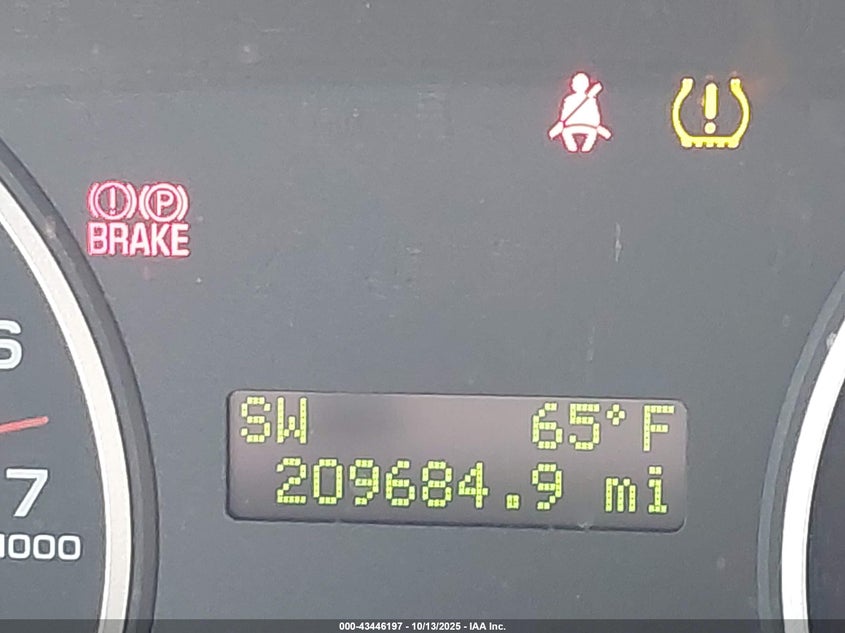 BRAKE
P
6
7
1000
SW 65°F
209684.9 mi
000-43446197 - 10/13/2025 - IAA Inc.